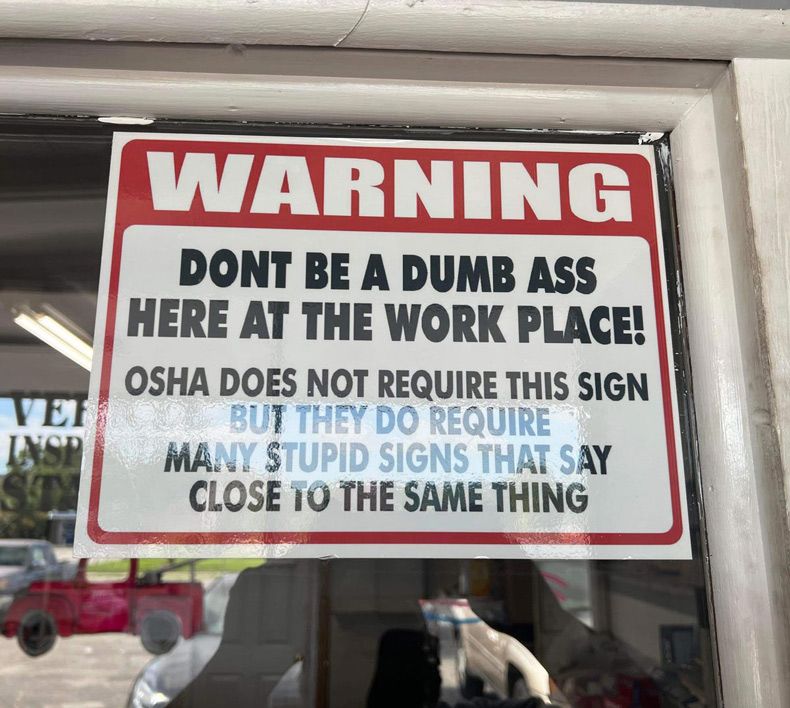 WARNING
DONT BE A DUMB ASS
HERE AT THE WORK PLACE!
OSHA DOES NOT REQUIRE THIS SIGN
BUT THEY DO REQUIRE
MANY STUPID SIGNS THAT SAY
CLOSE TO THE SAME THING